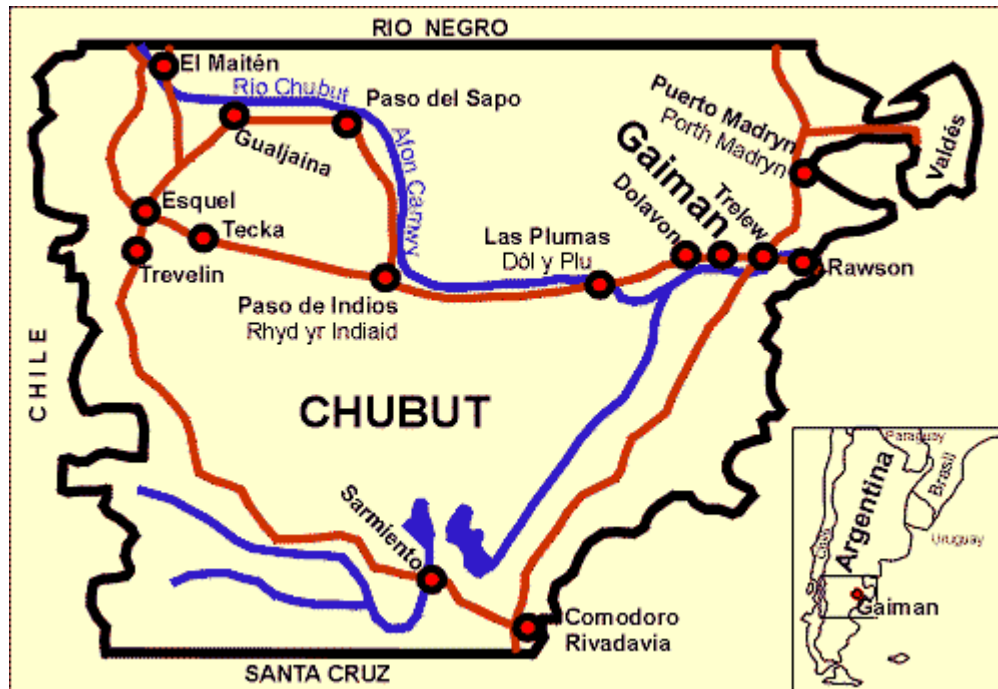 RIO NEGRO
El Maitén
Río Chubut
Paso del Sapo
Gualjaina
Afon Camwy
Puerto Madryn
Porth Madryn
Valdés
Gaiman
Dolavon
Trelew
Esquel
Tecka
Trevelin
Las Plumas
Dôl y Plu
Rawson
Paso de Indios
Rhyd yr Indiaid
CHILE
CHUBUT
Sarmiento
Comodoro
Rivadavia
SANTA CRUZ
Paraguay
Brasil
Argentina
Uruguay
Gaiman